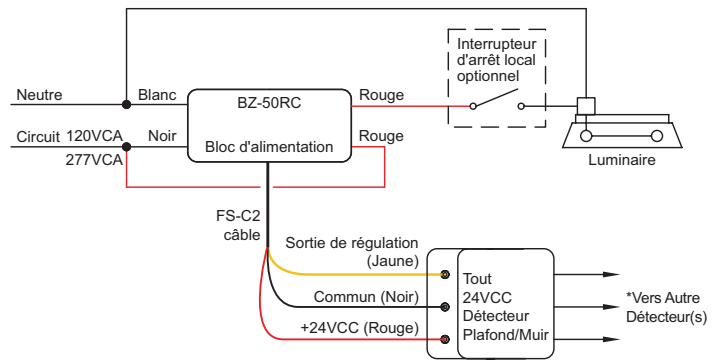 Interrupteur
d'arrêt local
optionnel
Neutre
Blanc
BZ-50RC
Rouge
Circuit 120VCA
277VCA
Noir
Bloc d'alimentation
Rouge
Luminaire
FS-C2
câble
Sortie de régulation
(Jaune)
Commun (Noir)
+24VCC (Rouge)
Tout
24VCC
Détecteur
Plafond/Muir
*Vers Autre
Détecteur(s)